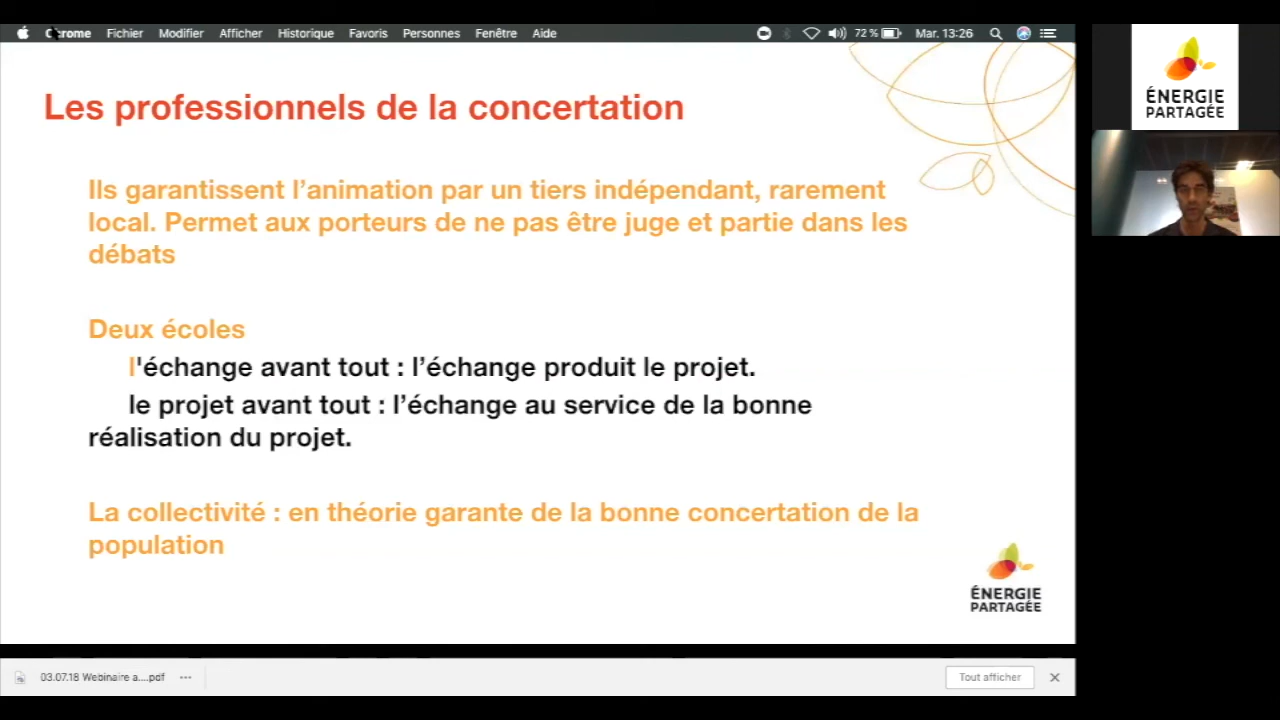 Chrome Fichier Modifier Afficher Historique Favoris Personnes Fenêtre Aide 72 % Mar. 13:26
Les professionnels de la concertation
Ils garantissent l’animation par un tiers indépendant, rarement
local. Permet aux porteurs de ne pas être juge et partie dans les
débats
Deux écoles
l'échange avant tout : l’échange produit le projet.
le projet avant tout : l’échange au service de la bonne
réalisation du projet.
La collectivité : en théorie garante de la bonne concertation de la
population
ÉNERGIE
PARTAGÉE
ÉNERGIE
PARTAGÉE
03.07.18 Webinaire a....pdf
Tout afficher